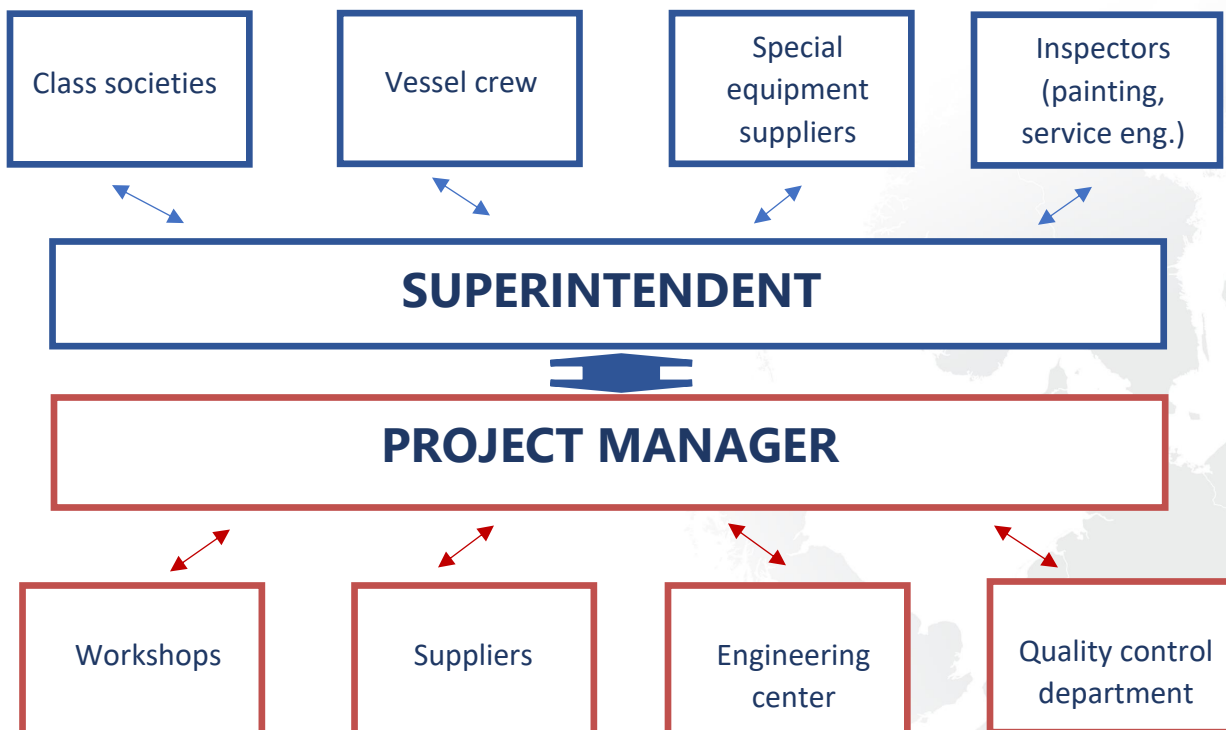 Class societies
Vessel crew
Special
equipment
suppliers
Inspectors
(painting,
service eng.)
SUPERINTENDENT
PROJECT MANAGER
Workshops
Suppliers
Engineering
center
Quality control
department